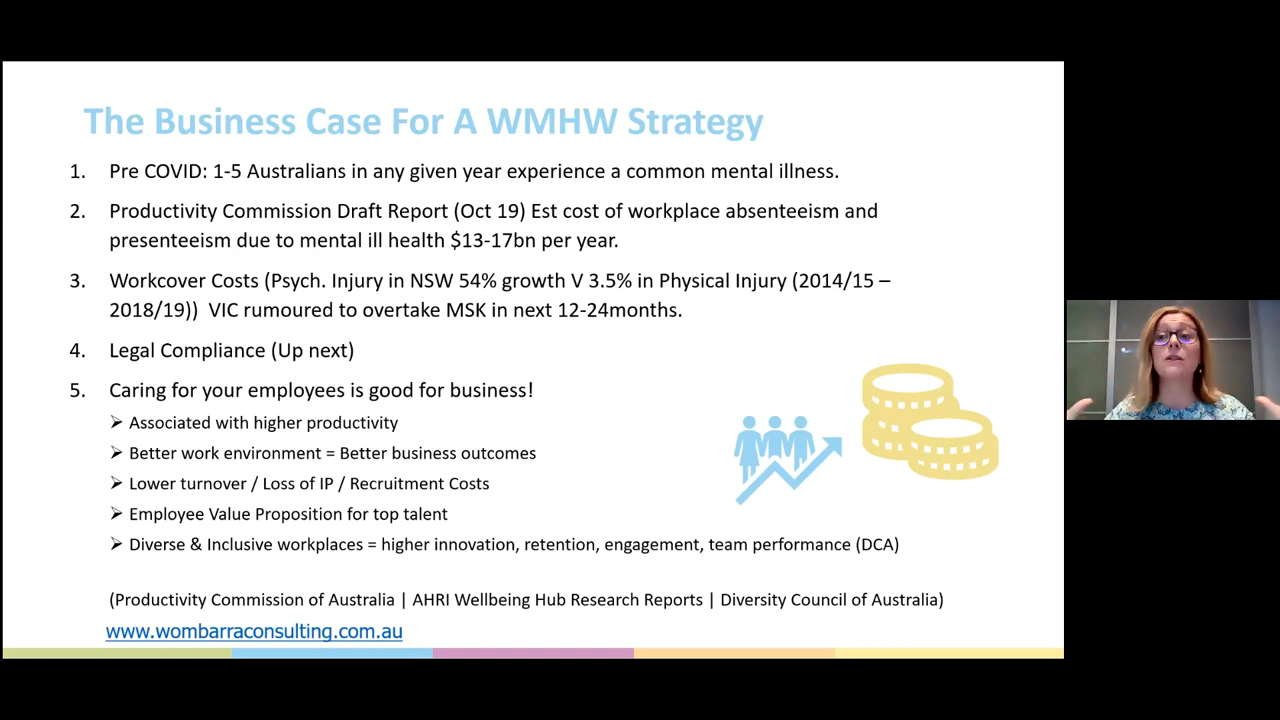 The Business Case For A WMHW Strategy
1. Pre COVID: 1-5 Australians in any given year experience a common mental illness.
2. Productivity Commission Draft Report (Oct 19) Est cost of workplace absenteeism and
presenteeism due to mental ill health $13-17bn per year.
3. Workcover Costs (Psych. Injury in NSW 54% growth V 3.5% in Physical Injury (2014/15 –
2018/19)) VIC rumoured to overtake MSK in next 12-24months.
4. Legal Compliance (Up next)
5. Caring for your employees is good for business!
➢ Associated with higher productivity
➢ Better work environment = Better business outcomes
➢ Lower turnover / Loss of IP / Recruitment Costs
➢ Employee Value Proposition for top talent
➢ Diverse & Inclusive workplaces = higher innovation, retention, engagement, team performance (DCA)
(Productivity Commission of Australia | AHRI Wellbeing Hub Research Reports | Diversity Council of Australia)
www.wombarraconsulting.com.au